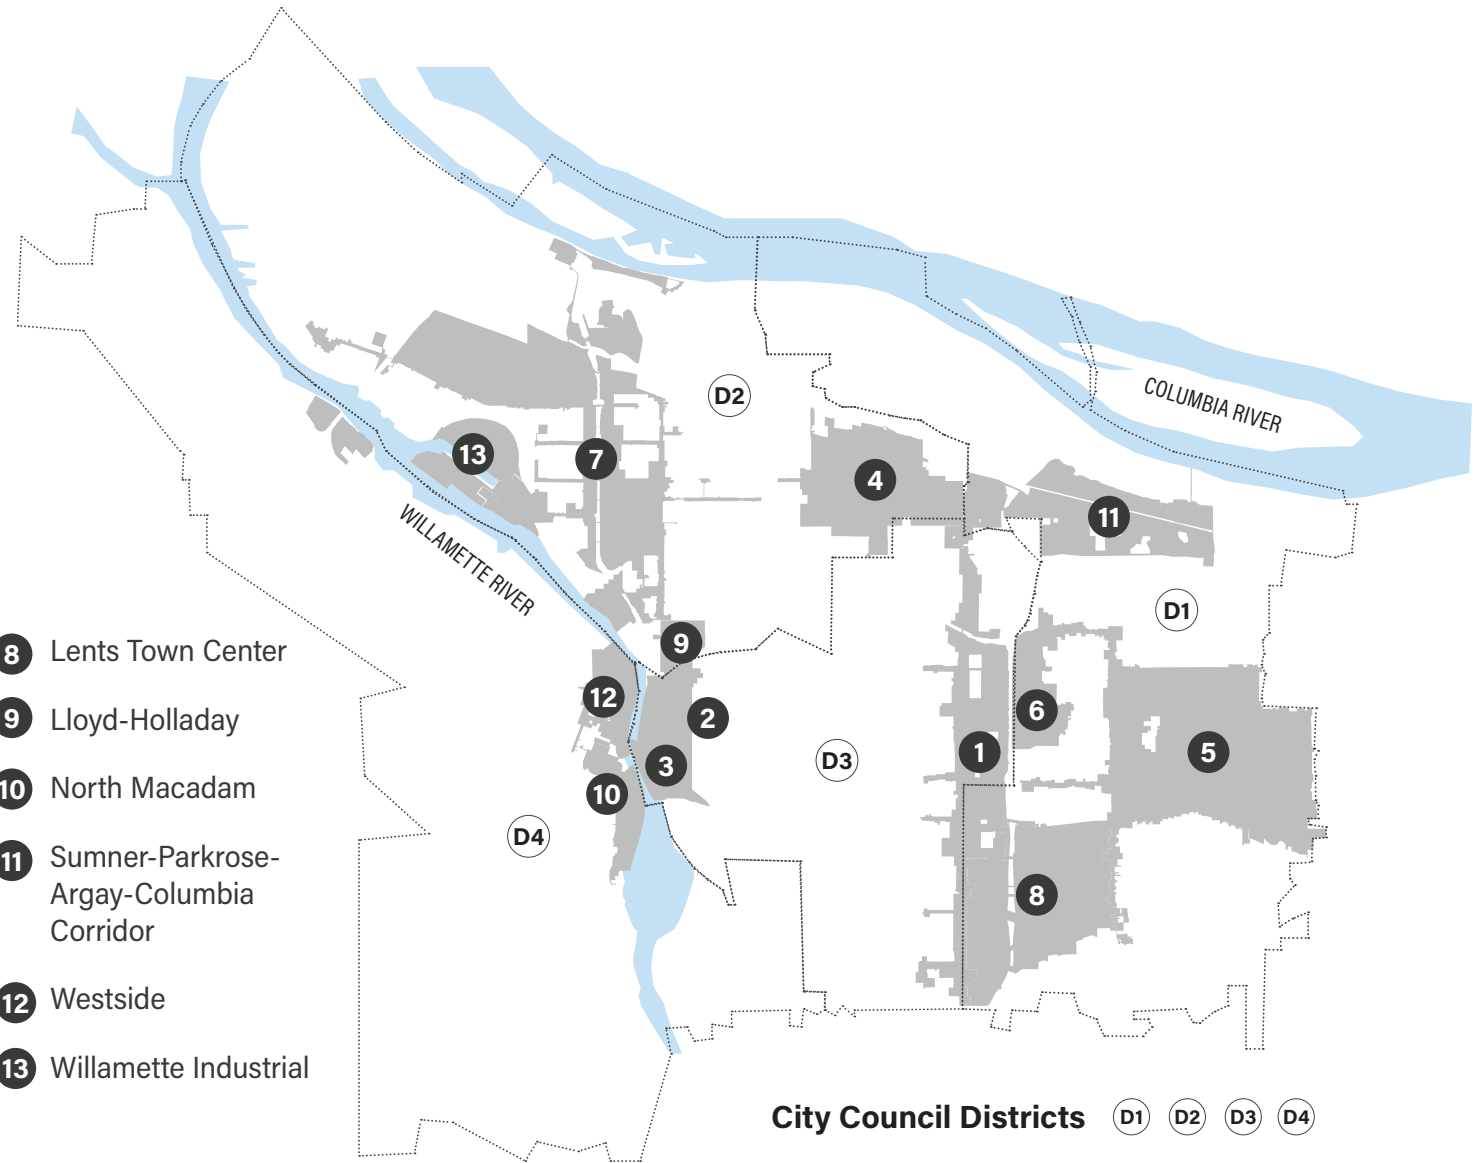 D2
COLUMBIA RIVER
13
7
4
11
WILLAMETTE RIVER
D1
9
8 Lents Town Center
12
2
6
9 Lloyd-Holladay
3
D3
1
5
10 North Macadam
10
D4
11 Sumner-Parkrose-
Argay-Columbia
Corridor
8
12 Westside
13 Willamette Industrial
City Council Districts D1 D2 D3 D4